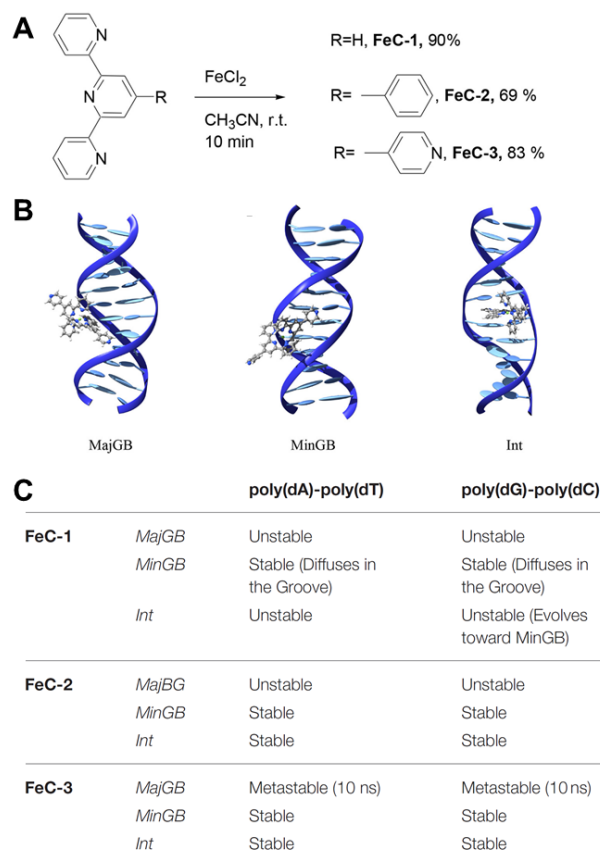 A
N
N
N
R
FeCl2
CH3CN, r.t.
10 min
R=H, FeC-1, 90%
R= , FeC-2, 69 %
R= N, FeC-3, 83 %
B
MajGB
MinGB
Int
C
poly(dA)-poly(dT) poly(dG)-poly(dC)
FeC-1 MajGB Unstable Unstable
MinGB Stable (Diffuses in Stable (Diffuses in
the Groove) the Groove)
Int Unstable Unstable (Evolves
toward MinGB)
FeC-2 MajBG Unstable Unstable
MinGB Stable Stable
Int Stable Stable
FeC-3 MajGB Metastable (10 ns) Metastable (10 ns)
MinGB Stable Stable
Int Stable Stable